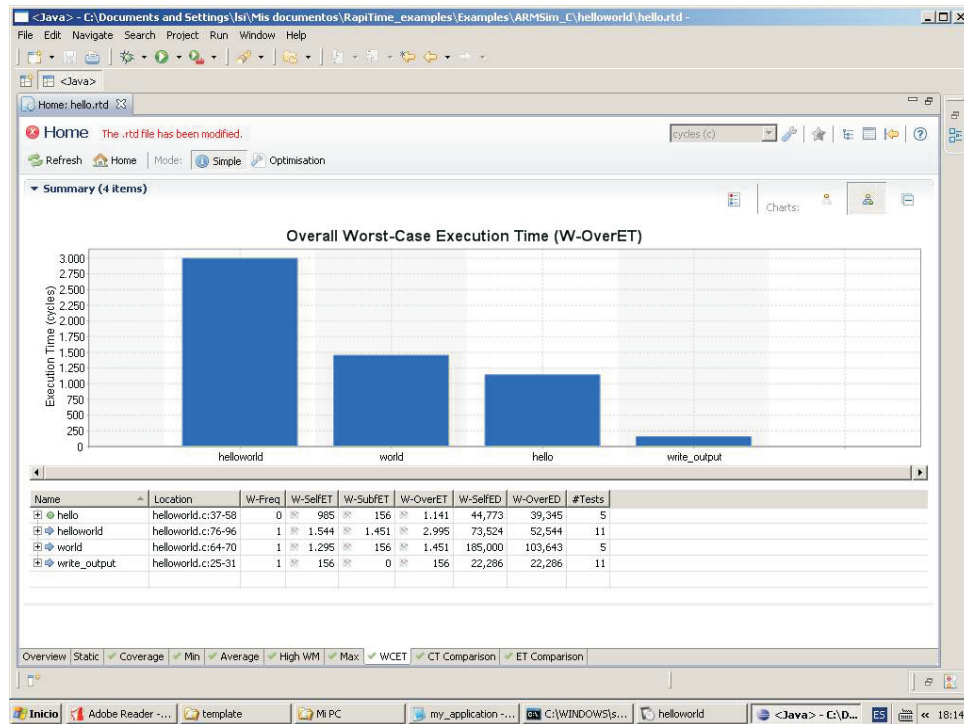 <Java> - C:\Documents and Settings\lsi\Mis documentos\RapiTime_examples\Examples\ARMSim_C\helloworld\hello.rtd -
File Edit Navigate Search Project Run Window Help
<Java>
Home: hello.rtd
Home The .rtd file has been modified. cycles (c)
Refresh Home Mode: Simple Optimisation
Summary (4 items)
Charts:
Overall Worst-Case Execution Time (W-OverET)
Execution Time (cycles)
3.000
2.750
2.500
2.250
2.000
1.750
1.500
1.250
1.000
750
500
250
0
helloworld world hello write_output
Name Location W-Freq W-SelfET W-SubfET W-OverET W-SelfED W-OverED #Tests
hello helloworld.c:37-58 0 985 156 1.141 44,773 39,345 5
helloworld helloworld.c:76-96 1 1.544 1.451 2.995 73,524 52,544 11
world helloworld.c:64-70 1 1.295 156 1.451 185,000 103,643 5
write_output helloworld.c:25-31 1 156 0 156 22,286 22,286 11
Overview Static Coverage Min Average High WM Max WCET CT Comparison ET Comparison
Inicio Adobe Reader -... template Mi PC my_application -... C:\WINDOWS\s... helloworld <Java> - C:\D... ES « 18:14